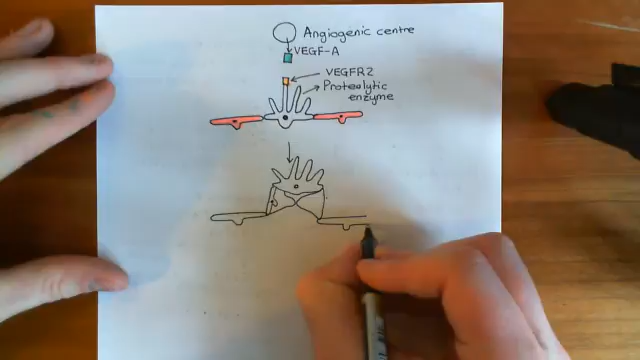 Angiogenic centre
VEGF-A
VEGFR2
Proteolytic
enzyme